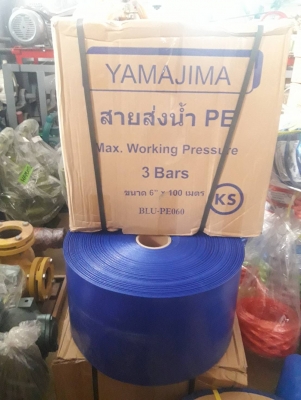 YAMAJIMA
สายส่งน้ำ PE
Max. Working Pressure
3 Bars
ขนาด 6" x 100 เมตร
BLU-PE060
KS